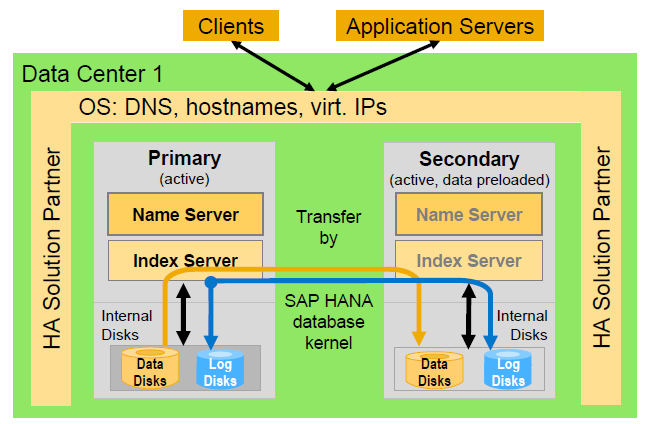 Clients
Application Servers
Data Center 1
OS: DNS, hostnames, virt. IPs
HA Solution Partner
Primary
(active)
Name Server
Index Server
Internal
Disks
Data
Disks
Log
Disks
Transfer
by
SAP HANA
database
kernel
Secondary
(active, data preloaded)
Name Server
Index Server
Internal
Disks
Data
Disks
Log
Disks
HA Solution Partner